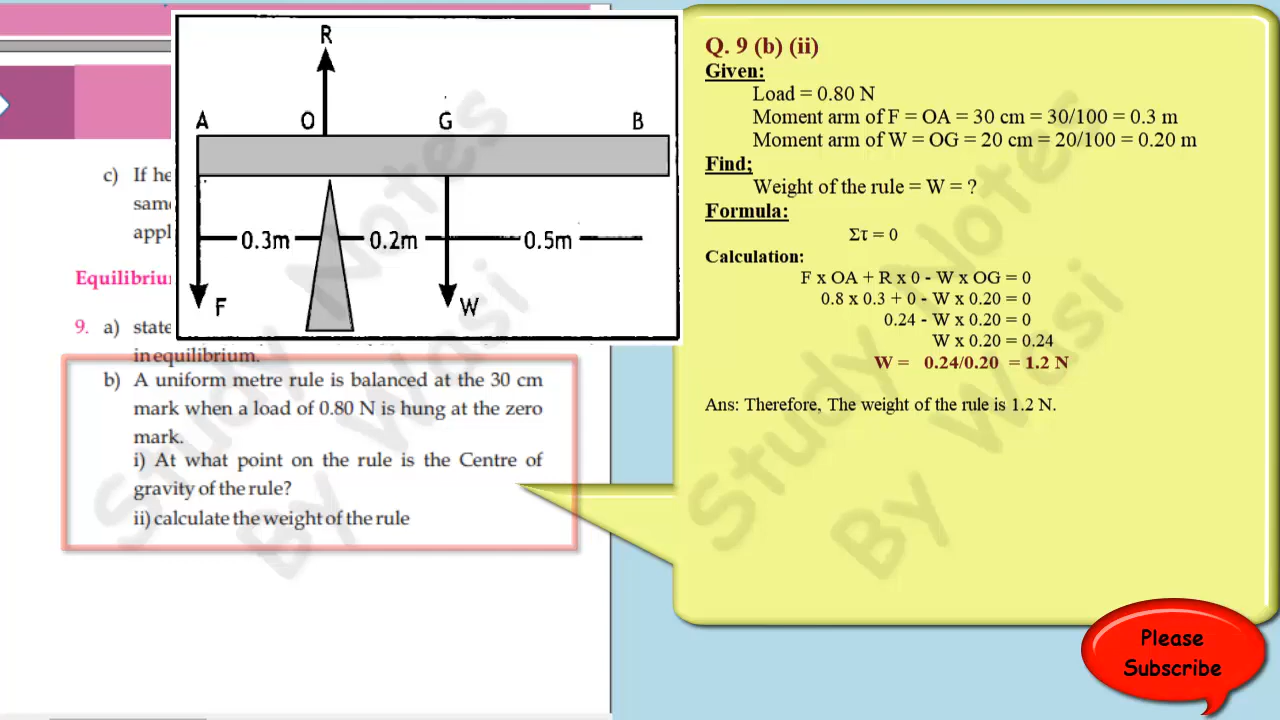 R
A O G B
0.3m 0.2m 0.5m
F W
c) If he
same
appl
Equilibriu
9. a) state
in equilibrium.
b) A uniform metre rule is balanced at the 30 cm
mark when a load of 0.80 N is hung at the zero
mark.
i) At what point on the rule is the Centre of
gravity of the rule?
ii) calculate the weight of the rule
Q. 9 (b) (ii)
Given:
Load = 0.80 N
Moment arm of F = OA = 30 cm = 30/100 = 0.3 m
Moment arm of W = OG = 20 cm = 20/100 = 0.20 m
Find;
Weight of the rule = W = ?
Formula:
Στ = 0
Calculation:
F x OA + R x 0 - W x OG = 0
0.8 x 0.3 + 0 - W x 0.20 = 0
0.24 - W x 0.20 = 0
W x 0.20 = 0.24
W = 0.24/0.20 = 1.2 N
Ans: Therefore, The weight of the rule is 1.2 N.
Study Notes
By Wasi
Study Notes
By Wasi
Please
Subscribe